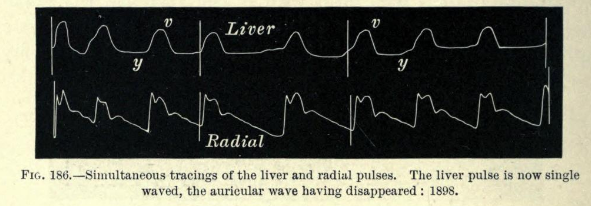 v Liver v
y y
Radial
FIG. 186.—Simultaneous tracings of the liver and radial pulses. The liver pulse is now single
waved, the auricular wave having disappeared : 1898.